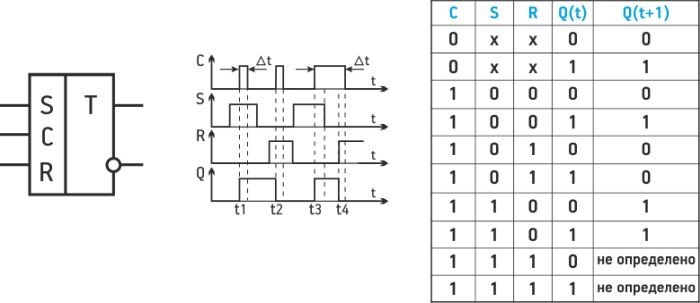 S T
C
R
C Δt Δt
t
S
t
R
t
Q
t
t1 t2 t3 t4
C S R Q(t) Q(t+1)
0 x x 0 0
0 x x 1 1
1 0 0 0 0
1 0 0 1 1
1 0 1 0 0
1 0 1 1 0
1 1 0 0 1
1 1 0 1 1
1 1 1 0 не определено
1 1 1 1 не определено